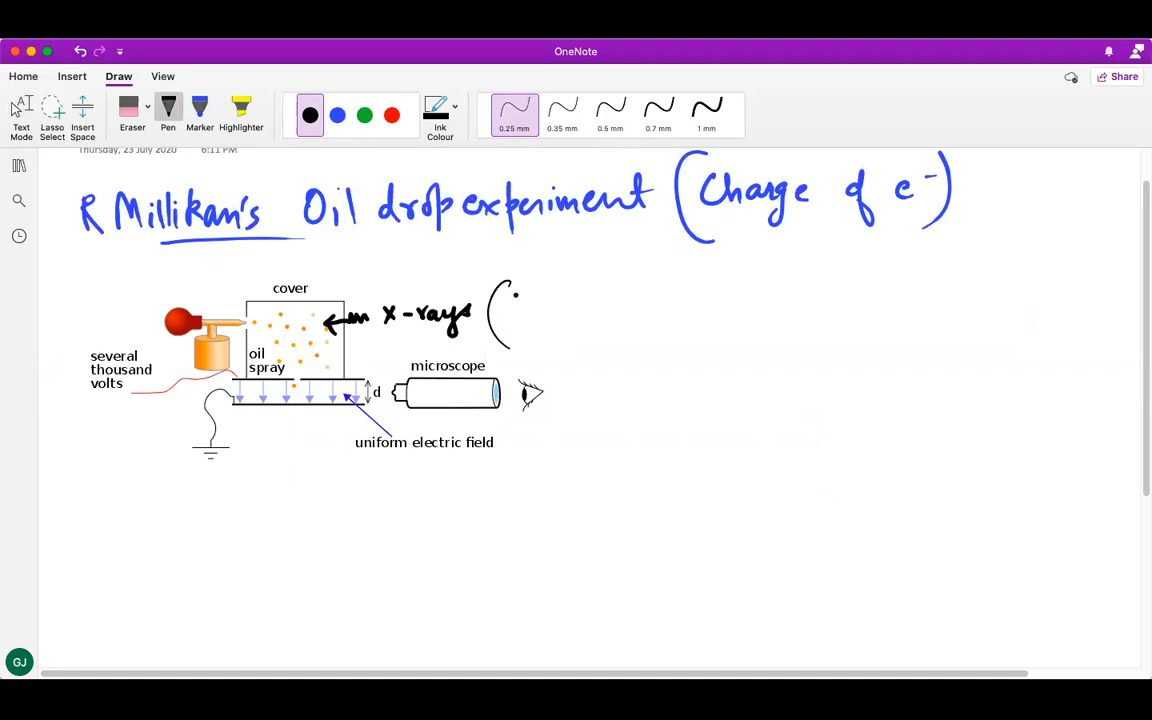 OneNote
Home Insert Draw View Share
Text Mode Lasso Select Insert Space Eraser Pen Marker Highlighter Ink Colour 0.25 mm 0.35 mm 0.5 mm 0.7 mm 1 mm
Thursday, 23 July 2020 6:11 PM
R Millikan's Oil drop experiment (Charge of e-)
cover
X-rays (
oil
spray
several
thousand
volts
microscope
d
uniform electric field
GJ